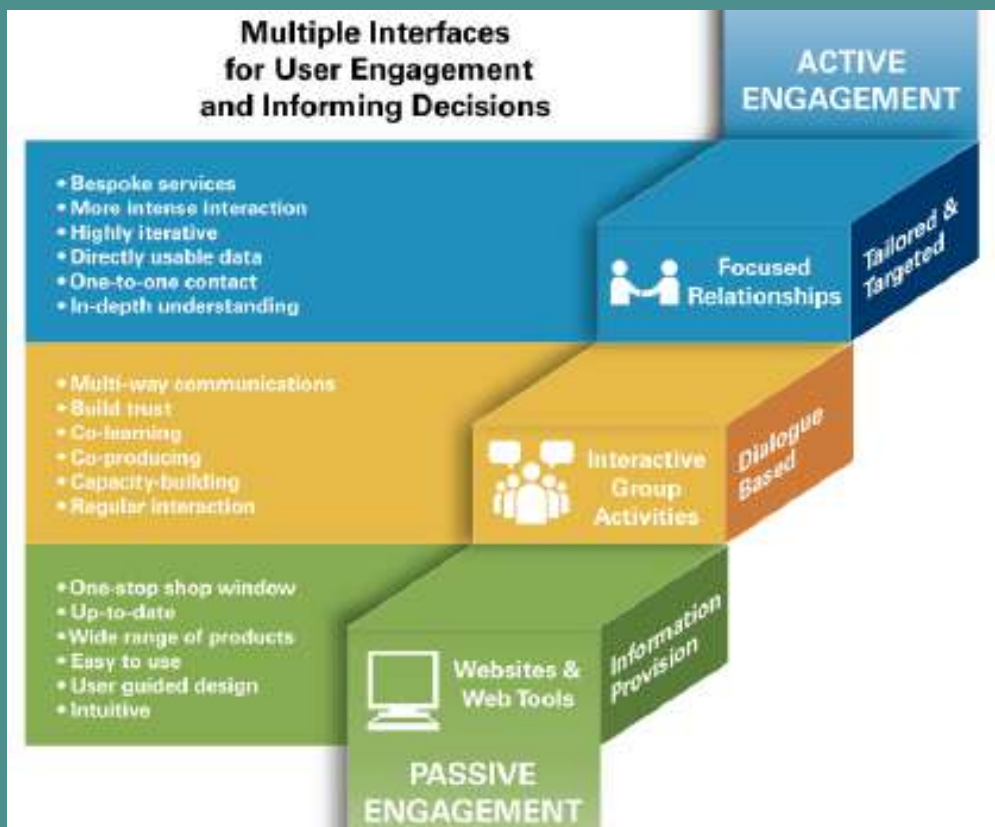 Multiple Interfaces
for User Engagement
and Informing Decisions
ACTIVE
ENGAGEMENT
• Bespoke services
• More intense interaction
• Highly iterative
• Directly usable data
• One-to-one contact
• In-depth understanding
Focused
Relationships
Tailored &
Targeted
• Multi-way communications
• Build trust
• Co-learning
• Co-producing
• Capacity-building
• Regular interaction
Interactive
Group
Activities
Dialogue
Based
• One-stop shop window
• Up-to-date
• Wide range of products
• Easy to use
• User guided design
• Intuitive
Websites &
Web Tools
Information
Provision
PASSIVE
ENGAGEMENT